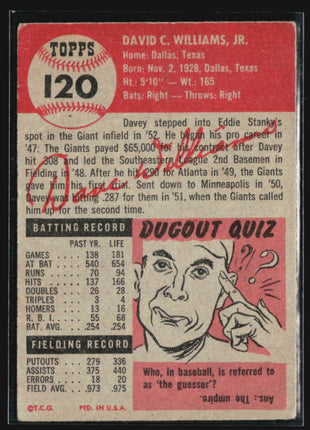 TOPPS
120
DAVID C. WILLIAMS, JR.
Home: Dallas, Texas
Born: Nov. 2, 1928, Dallas, Texas
Ht.: 5'10" — Wt.: 165
Bats: Right — Throws: Right
Davey stepped into Eddie Stanky's
spot in the Giant infield in '52. He began his pro career in
'47. The Giants payed $65,000 for his contract after Davey
hit .308 and led the Southeastern League 2nd Basemen in
Fielding in '48. After he hit for Atlanta in '49, the Giants
gave him his first trial. Sent down to Minneapolis in '50,
Davey was batting .287 for them in '51, when the Giants called
him up for the second time.
Dave Williams
BATTING RECORD
PAST YR. LIFE
GAMES 138 181
AT BAT 540 654
RUNS 70 94
HITS 137 166
DOUBLES 26 28
TRIPLES 3 4
HOMERS 13 16
R. B. I. 55 68
BAT. AVG. .254 .254
FIELDING RECORD
PUTOUTS 279 336
ASSISTS 375 440
ERRORS 18 20
FIELD AVG. .973 .975
©T.C.G. PTD. IN U.S.A.
DUGOUT QUIZ
? ! ?
Who, in baseball, is referred to
as 'the guesser'?
Ans.: The umpire.